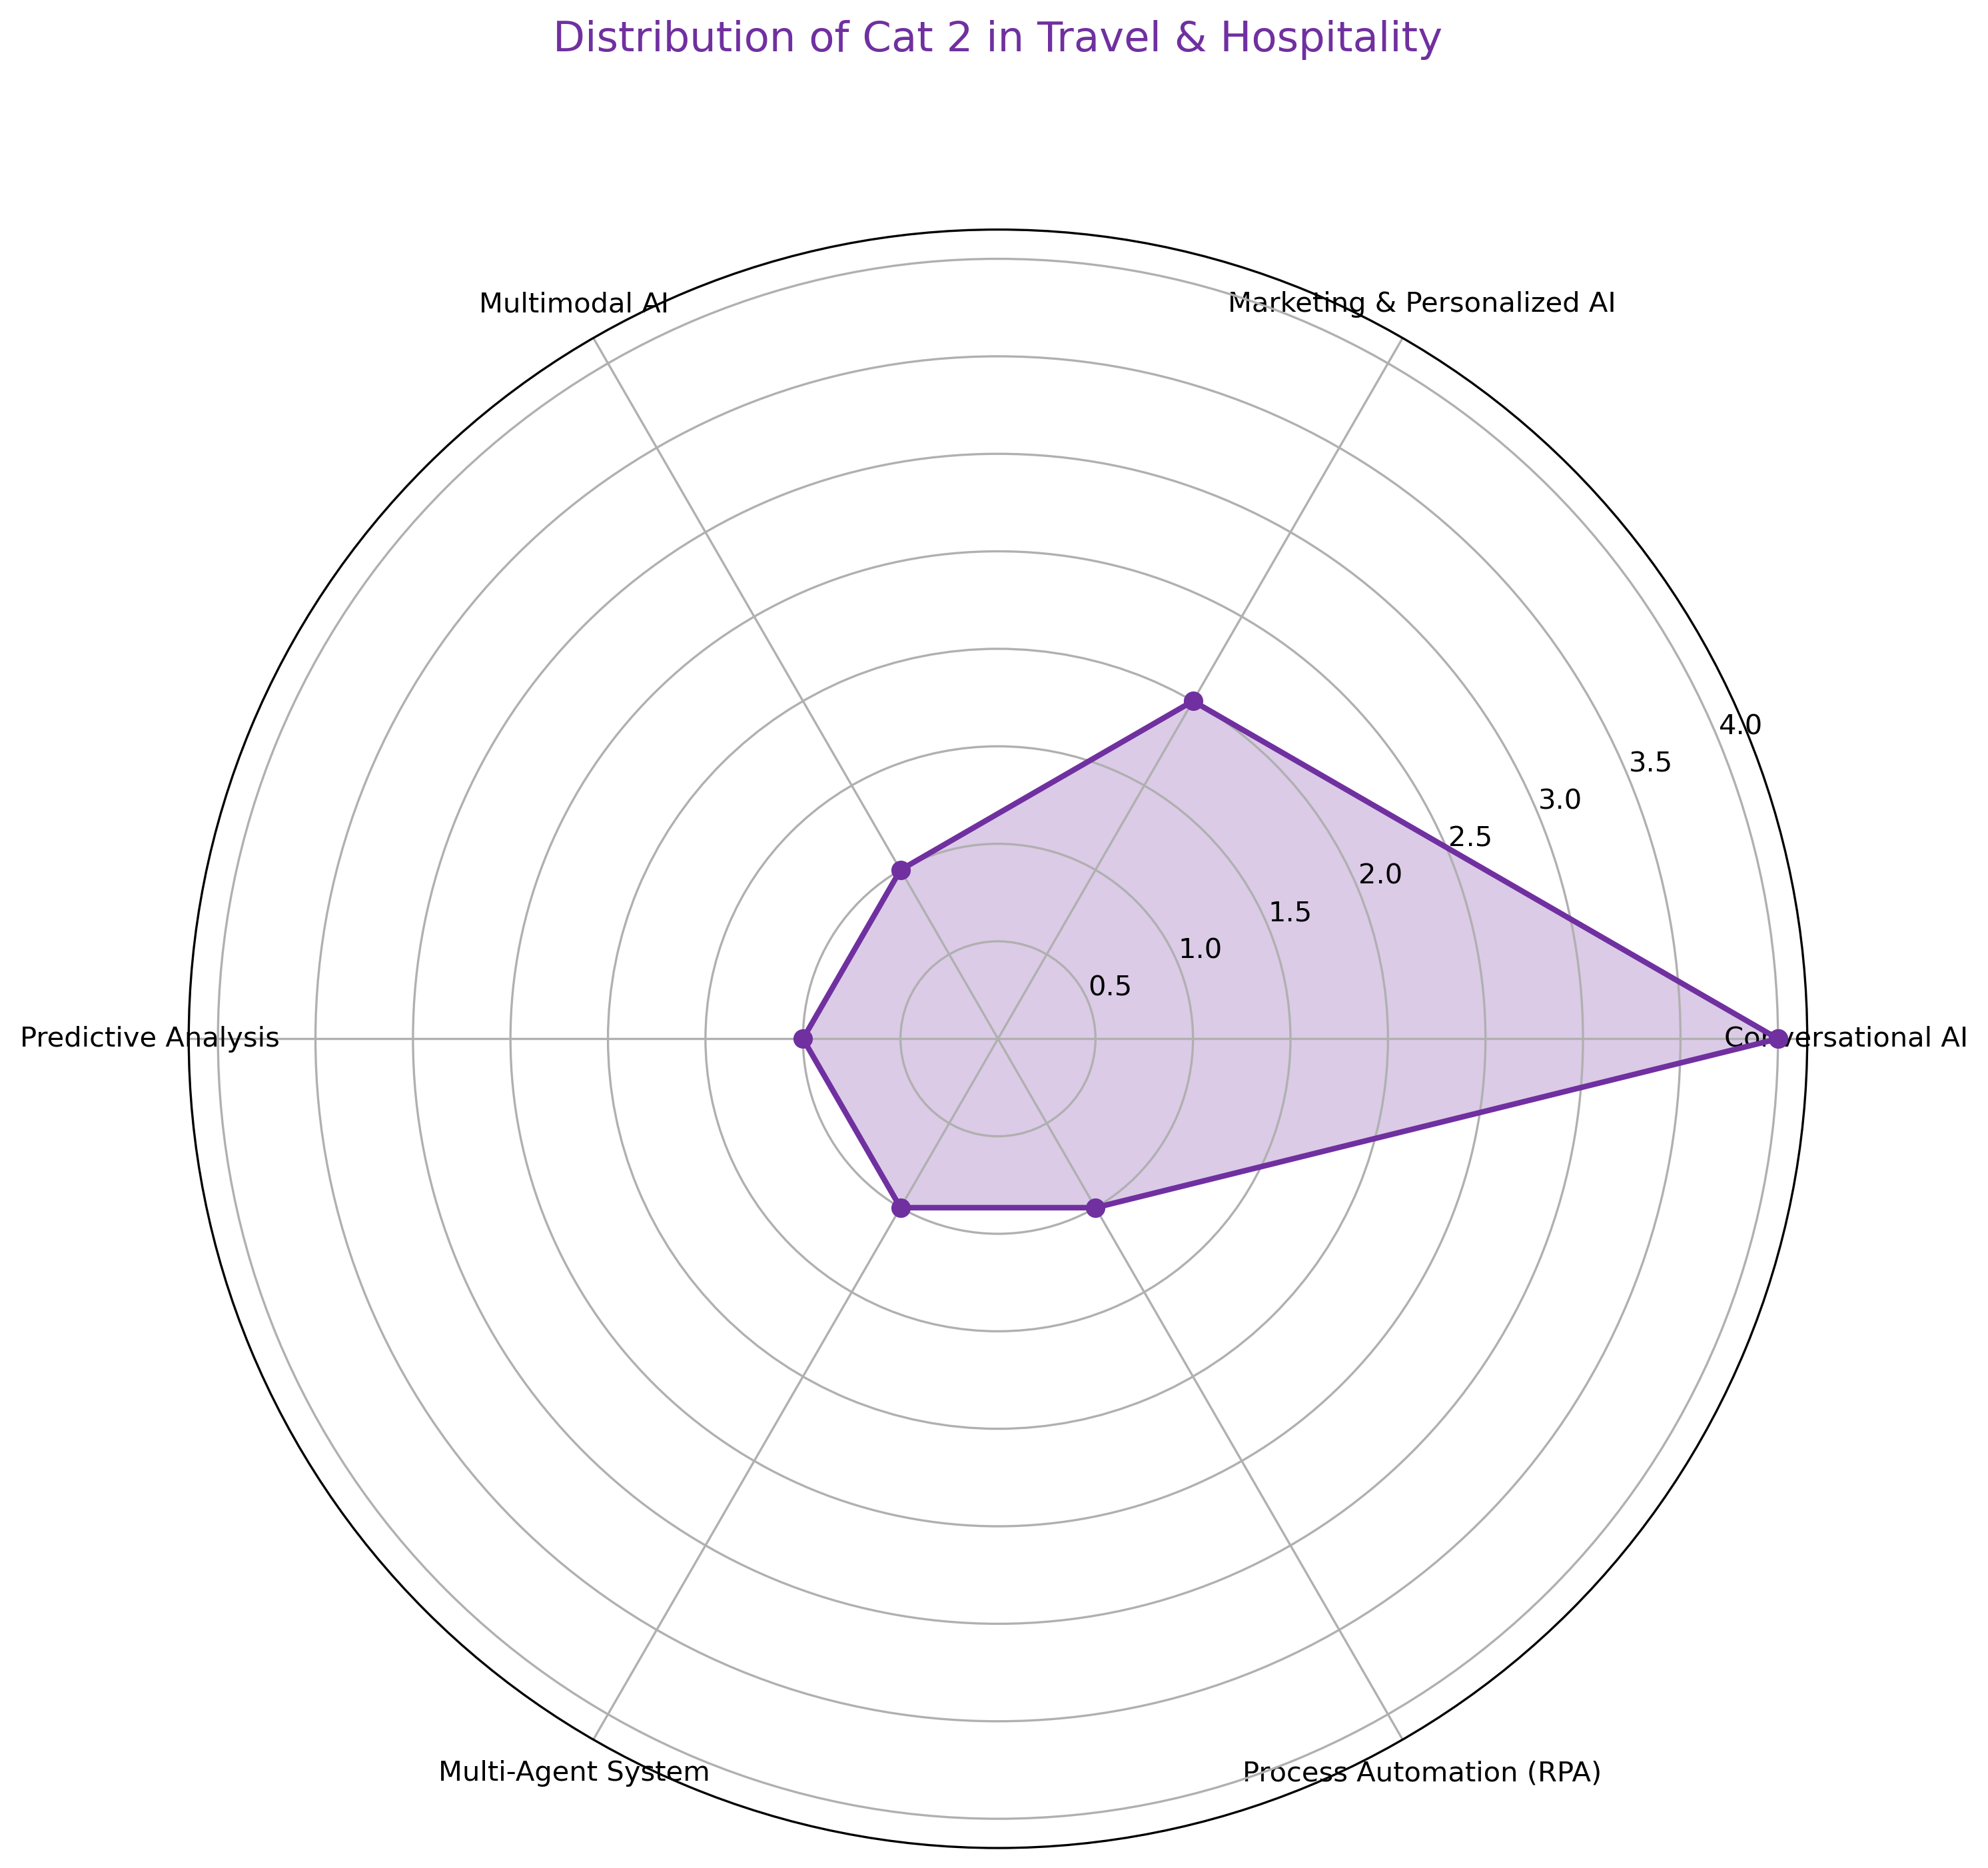 Distribution of Cat 2 in Travel & Hospitality
Multimodal AI
Marketing & Personalized AI
4.0
3.5
3.0
2.5
2.0
1.5
1.0
0.5
Predictive Analysis
Conversational AI
Multi-Agent System
Process Automation (RPA)